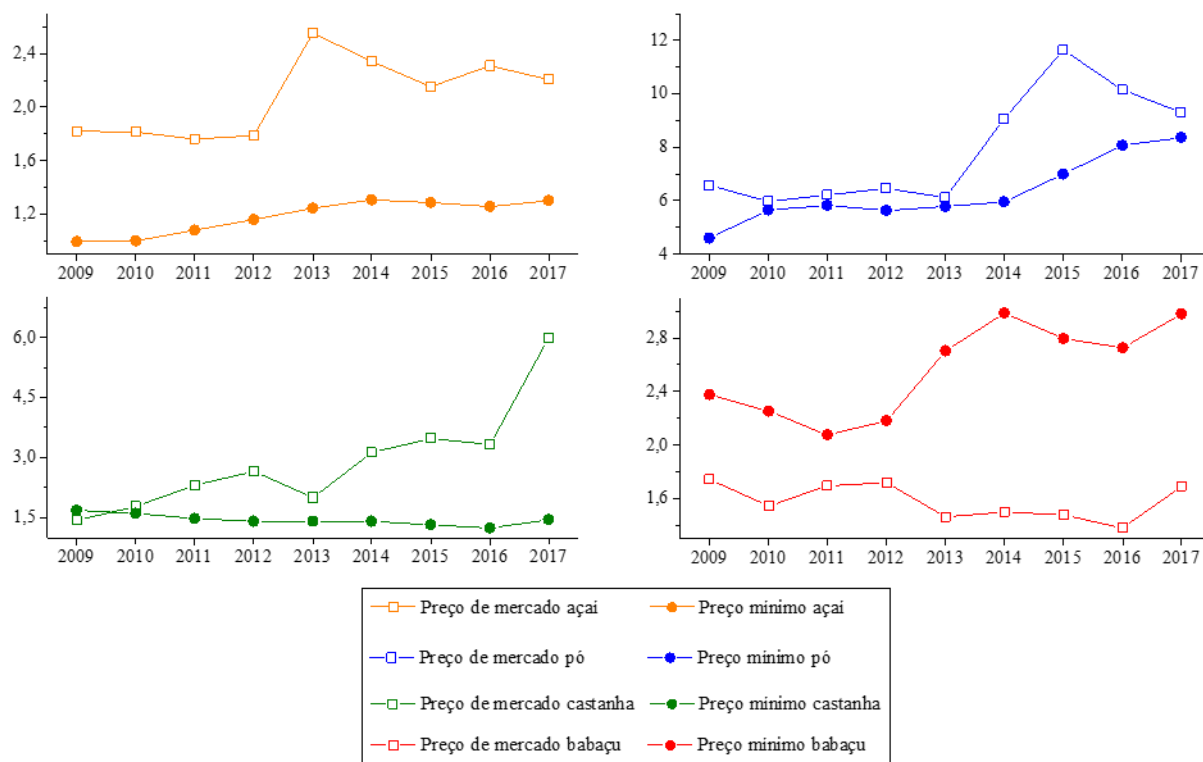 2,4
2,0
1,6
1,2
2009 2010 2011 2012 2013 2014 2015 2016 2017
12
10
8
6
4
2009 2010 2011 2012 2013 2014 2015 2016 2017
6,0
4,5
3,0
1,5
2009 2010 2011 2012 2013 2014 2015 2016 2017
2,8
2,4
2,0
1,6
2009 2010 2011 2012 2013 2014 2015 2016 2017
Preço de mercado açai Preço minimo açai
Preço de mercado pó Preço minimo pó
Preço de mercado castanha Preço minimo castanha
Preço de mercado babaçu Preço minimo babaçu